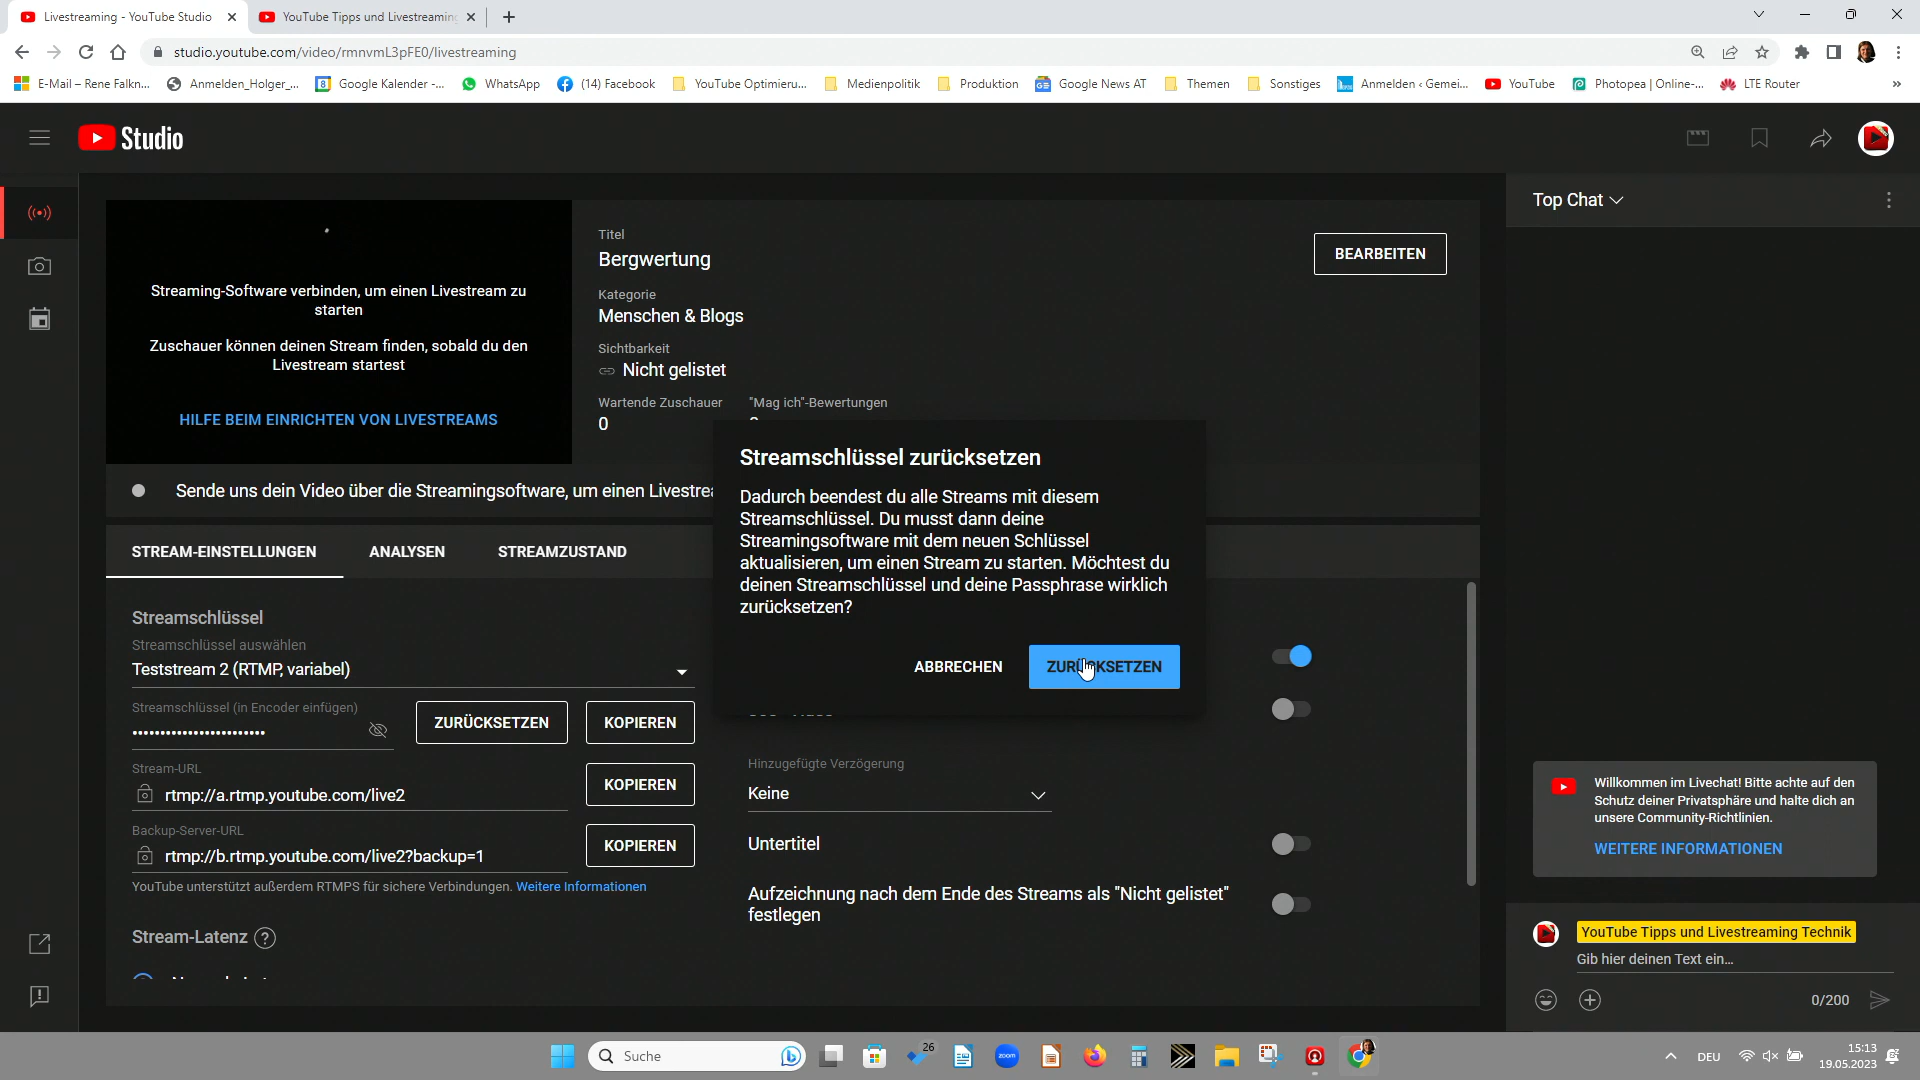 Livestreaming - YouTube Studio
YouTube Tipps und Livestreaming
studio.youtube.com/video/rmnvmL3pFE0/livestreaming
E-Mail – Rene Falkn...
Anmelden_Holger_...
Google Kalender -...
WhatsApp
(14) Facebook
YouTube Optimieru...
Medienpolitik
Produktion
Google News AT
Themen
Sonstiges
Anmelden ‹ Gemei...
YouTube
Photopea | Online-...
LTE Router
»
Studio
Streaming-Software verbinden, um einen Livestream zu
starten
Zuschauer können deinen Stream finden, sobald du den
Livestream startest
HILFE BEIM EINRICHTEN VON LIVESTREAMS
Titel
Bergwertung
BEARBEITEN
Kategorie
Menschen & Blogs
Sichtbarkeit
Nicht gelistet
Wartende Zuschauer
"Mag ich"-Bewertungen
0
Sende uns dein Video über die Streamingsoftware, um einen Livestrea
Streamschlüssel zurücksetzen
Dadurch beendest du alle Streams mit diesem
Streamschlüssel. Du musst dann deine
Streamingsoftware mit dem neuen Schlüssel
aktualisieren, um einen Stream zu starten. Möchtest du
deinen Streamschlüssel und deine Passphrase wirklich
zurücksetzen?
ABBRECHEN
ZURÜCKSETZEN
STREAM-EINSTELLUNGEN
ANALYSEN
STREAMZUSTAND
Streamschlüssel
Streamschlüssel auswählen
Teststream 2 (RTMP, variabel)
Streamschlüssel (in Encoder einfügen)
ZURÜCKSETZEN
KOPIEREN
Stream-URL
rtmp://a.rtmp.youtube.com/live2
KOPIEREN
Backup-Server-URL
rtmp://b.rtmp.youtube.com/live2?backup=1
KOPIEREN
YouTube unterstützt außerdem RTMPS für sichere Verbindungen. Weitere Informationen
Stream-Latenz
Hinzugefügte Verzögerung
Keine
Untertitel
Aufzeichnung nach dem Ende des Streams als "Nicht gelistet"
festlegen
Top Chat
Willkommen im Livechat! Bitte achte auf den
Schutz deiner Privatsphäre und halte dich an
unsere Community-Richtlinien.
WEITERE INFORMATIONEN
YouTube Tipps und Livestreaming Technik
Gib hier deinen Text ein...
0/200
Suche
26
zoom
DEU
15:13
19.05.2023